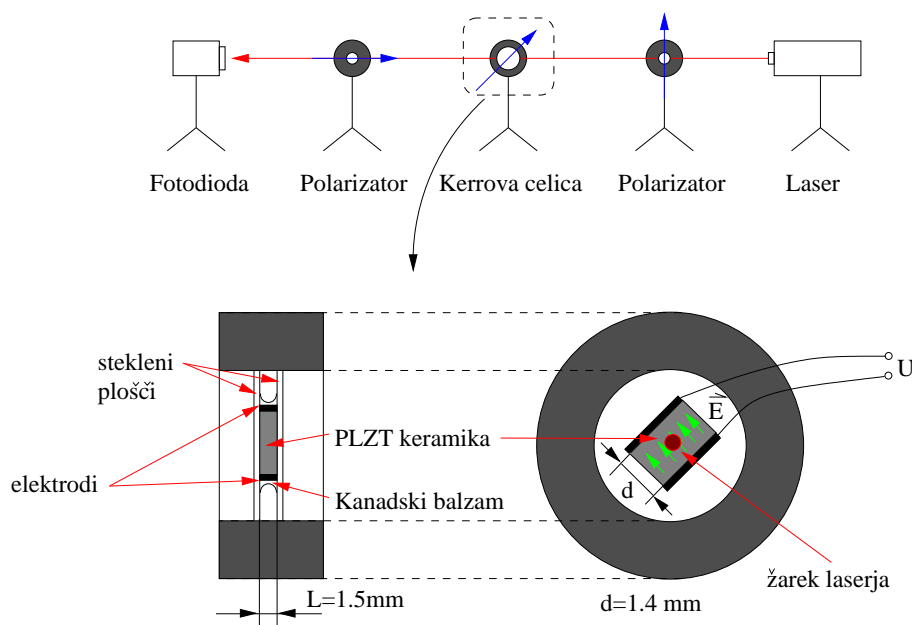 Fotodioda
Polarizator
Kerrova celica
Polarizator
Laser
stekleni
plošči
U
E
PLZT keramika
elektrodi
d
Kanadski balzam
žarek laserja
L=1.5mm
d=1.4 mm